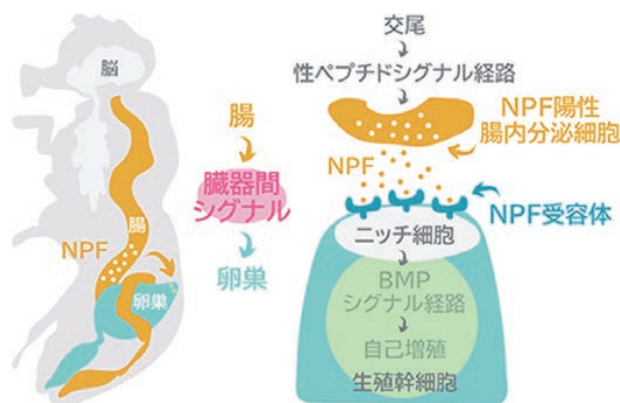 脳
腸
NPF
卵巣
腸
臓器間
シグナル
卵巣
交尾
性ペプチドシグナル経路
NPF陽性
腸内分泌細胞
NPF
NPF受容体
ニッチ細胞
BMP
シグナル経路
自己増殖
生殖幹細胞